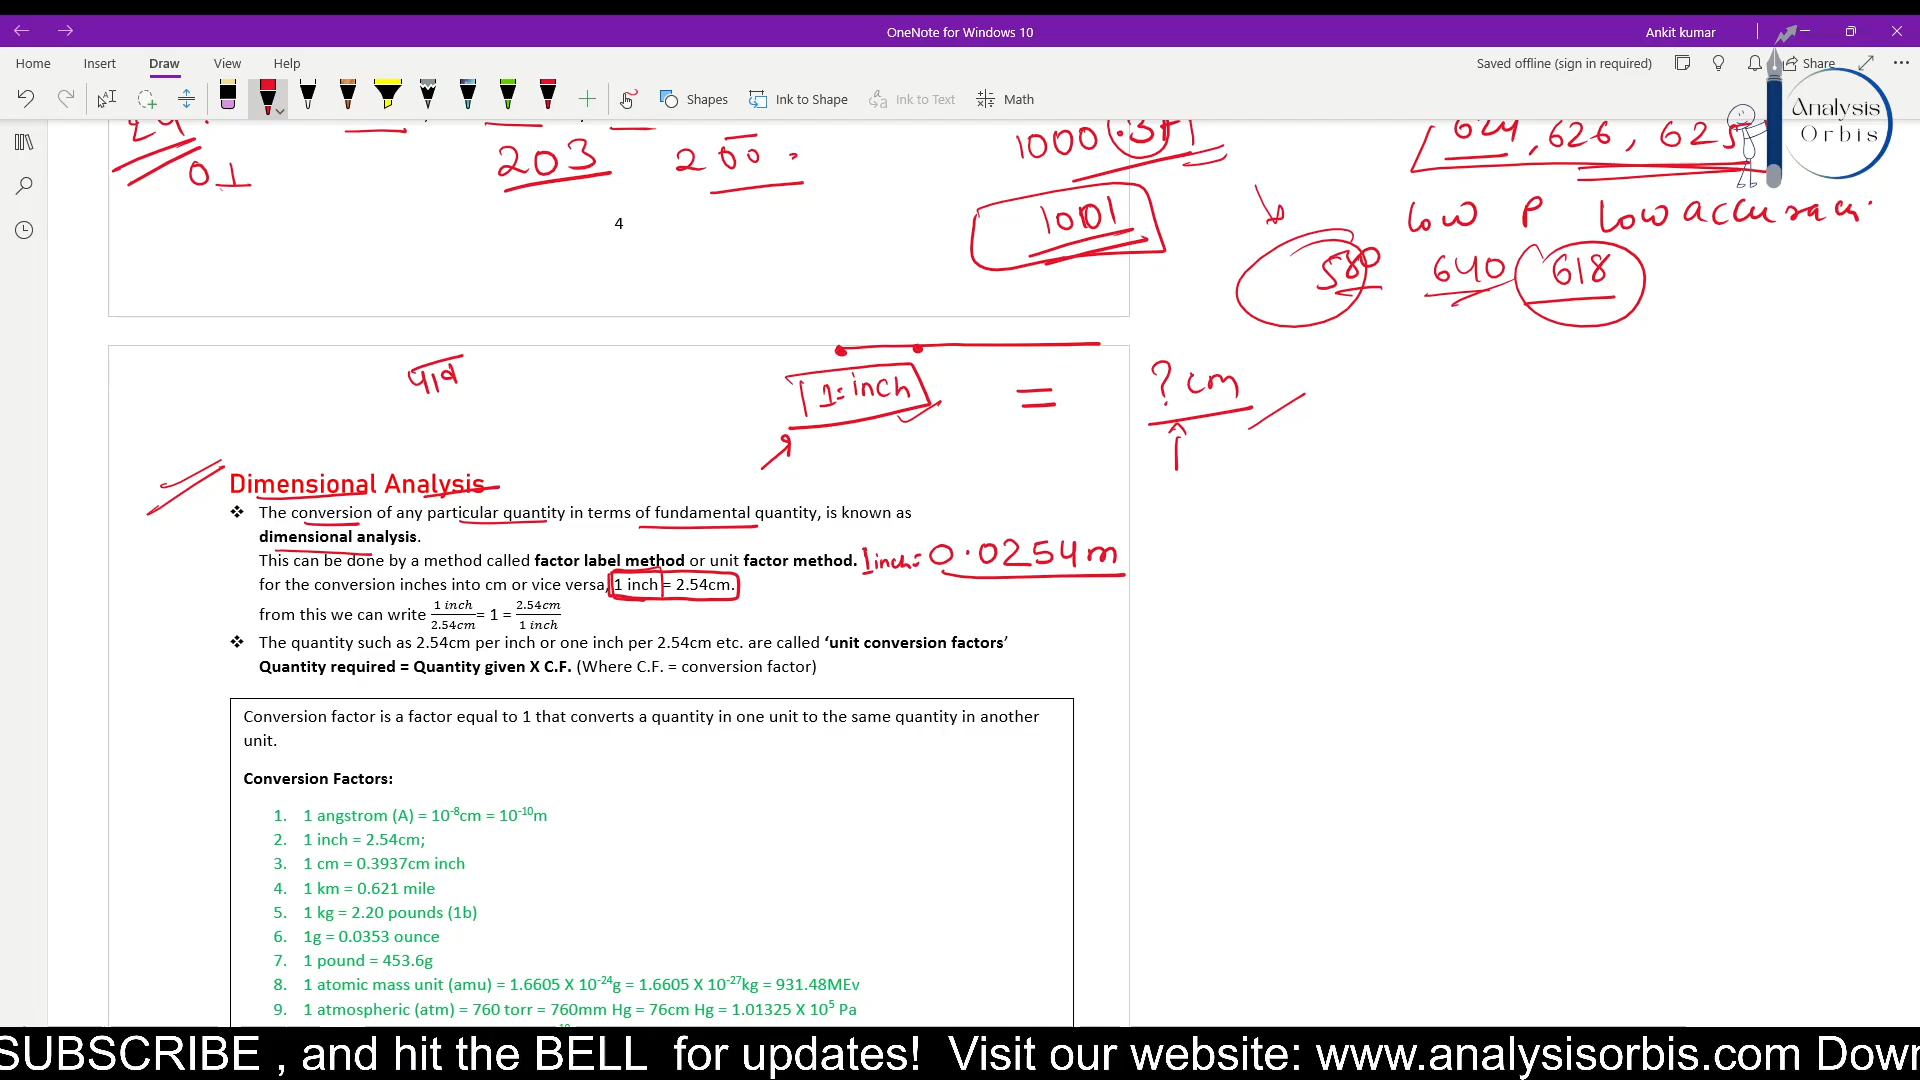 OneNote for Windows 10
Ankit kumar
Home Insert Draw View Help
Saved offline (sign in required)
Share
Shapes
Ink to Shape
Ink to Text
Math
Analysis
Orbis
203
1000
624, 626, 625
01
4
1001
low P low accuracy
580 640 618
1 inch = ? cm
Dimensional Analysis
❖ The conversion of any particular quantity in terms of fundamental quantity, is known as
dimensional analysis.
This can be done by a method called factor label method or unit factor method. 1inch = 0.0254m
for the conversion inches into cm or vice versa, 1 inch = 2.54cm.
from this we can write 1 inch/2.54cm = 1 = 2.54cm/1 inch
❖ The quantity such as 2.54cm per inch or one inch per 2.54cm etc. are called ‘unit conversion factors’
Quantity required = Quantity given X C.F. (Where C.F. = conversion factor)
Conversion factor is a factor equal to 1 that converts a quantity in one unit to the same quantity in another
unit.
Conversion Factors:
1. 1 angstrom (A) = 10⁻⁸cm = 10⁻¹⁰m
2. 1 inch = 2.54cm;
3. 1 cm = 0.3937cm inch
4. 1 km = 0.621 mile
5. 1 kg = 2.20 pounds (1b)
6. 1g = 0.0353 ounce
7. 1 pound = 453.6g
8. 1 atomic mass unit (amu) = 1.6605 X 10⁻²⁴g = 1.6605 X 10⁻²⁷kg = 931.48MEv
9. 1 atmospheric (atm) = 760 torr = 760mm Hg = 76cm Hg = 1.01325 X 10⁵ Pa
SUBSCRIBE , and hit the BELL for updates! Visit our website: www.analysisorbis.com Down